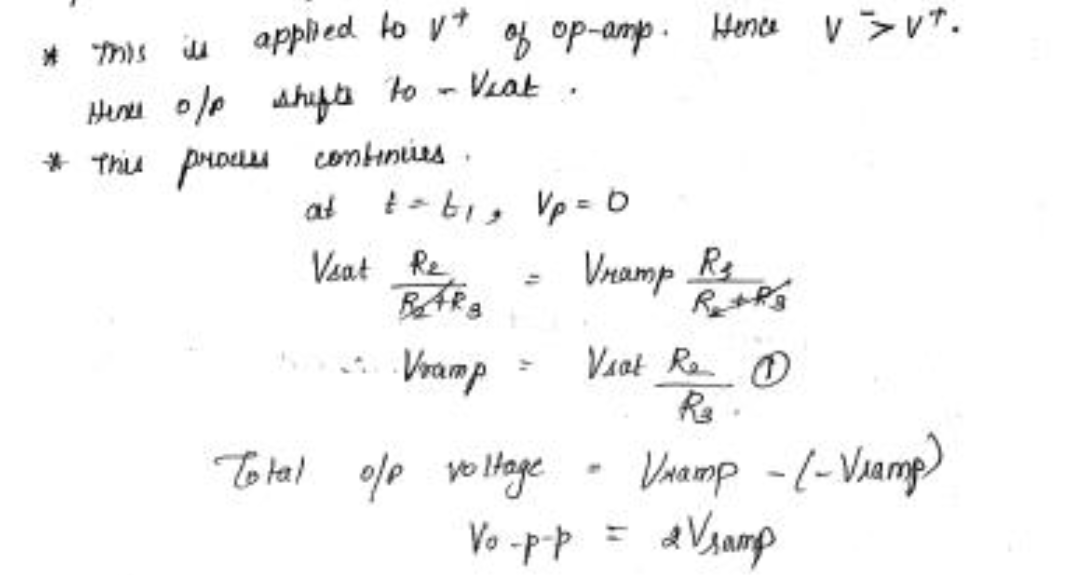 * This is applied to V⁺ of op-amp. Hence V⁻ > V⁺.
Hence o/p shifts to - Vsat .
* This process continues.
at t = t₁, Vp = 0
Vsat R₂/(R₂+R₃) = Vramp R₃/(R₂+R₃)
∴ Vramp = Vsat R₂/R₃ ①
Total o/p voltage = Vramp - (-Vramp)
Vo-p-p = 2Vramp